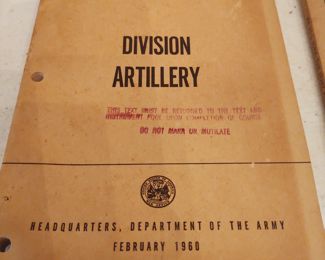 DIVISION
ARTILLERY
THIS TEXT MUST BE RETURNED TO THE TEXT AND
INSTRUMENT POOL UPON COMPLETION OF COURSE
DO NOT MARK OR MUTILATE
HEADQUARTERS, DEPARTMENT OF THE ARMY
FEBRUARY 1960